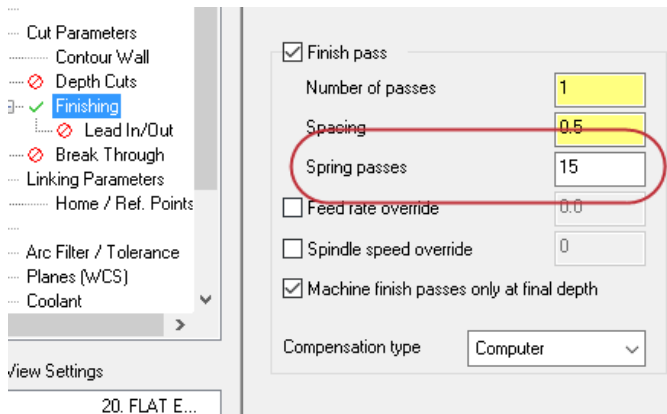 Cut Parameters
Contour Wall
Depth Cuts
Finishing
Lead In/Out
Break Through
Linking Parameters
Home / Ref. Points
Arc Filter / Tolerance
Planes (WCS)
Coolant
View Settings
20. FLAT E...
Finish pass
Number of passes 1
Spacing 0.5
Spring passes 15
Feed rate override 0.0
Spindle speed override 0
Machine finish passes only at final depth
Compensation type Computer